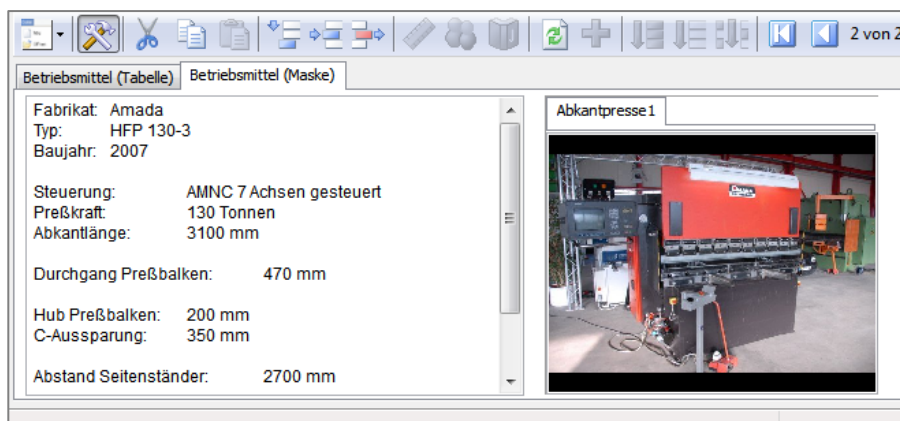 2 von 2
Betriebsmittel (Tabelle) Betriebsmittel (Maske)
Fabrikat: Amada
Typ: HFP 130-3
Baujahr: 2007
Steuerung: AMNC 7 Achsen gesteuert
Preßkraft: 130 Tonnen
Abkantlänge: 3100 mm
Durchgang Preßbalken: 470 mm
Hub Preßbalken: 200 mm
C-Aussparung: 350 mm
Abstand Seitenständer: 2700 mm
Abkantpresse1